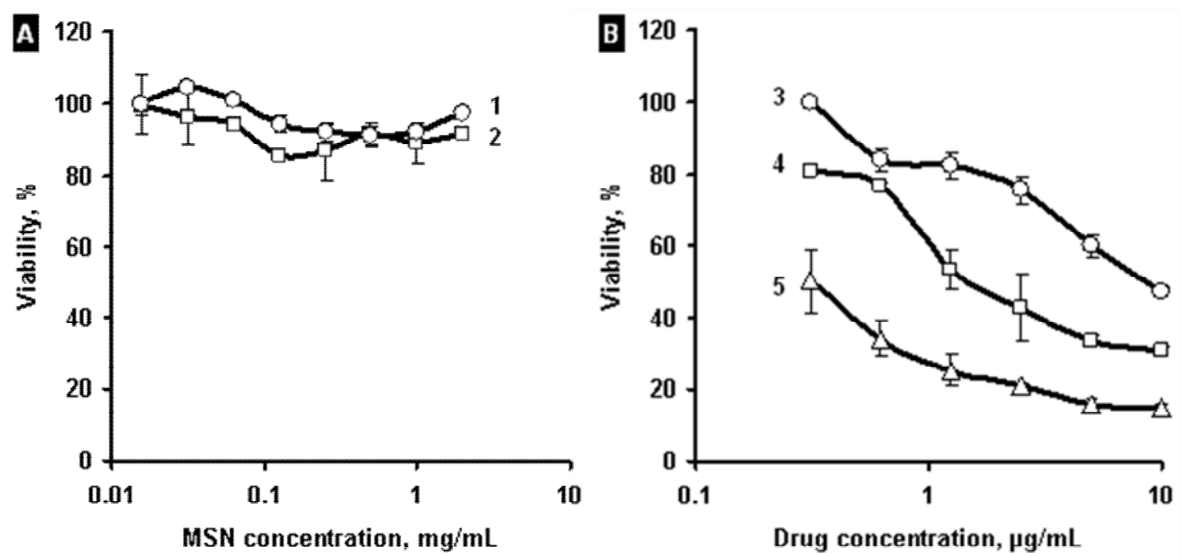 A
120
100
80
60
40
20
0
Viability, %
1
2
0.01 0.1 1 10
MSN concentration, mg/mL
B
120
100
80
60
40
20
0
Viability, %
3
4
5
0.1 1 10
Drug concentration, µg/mL